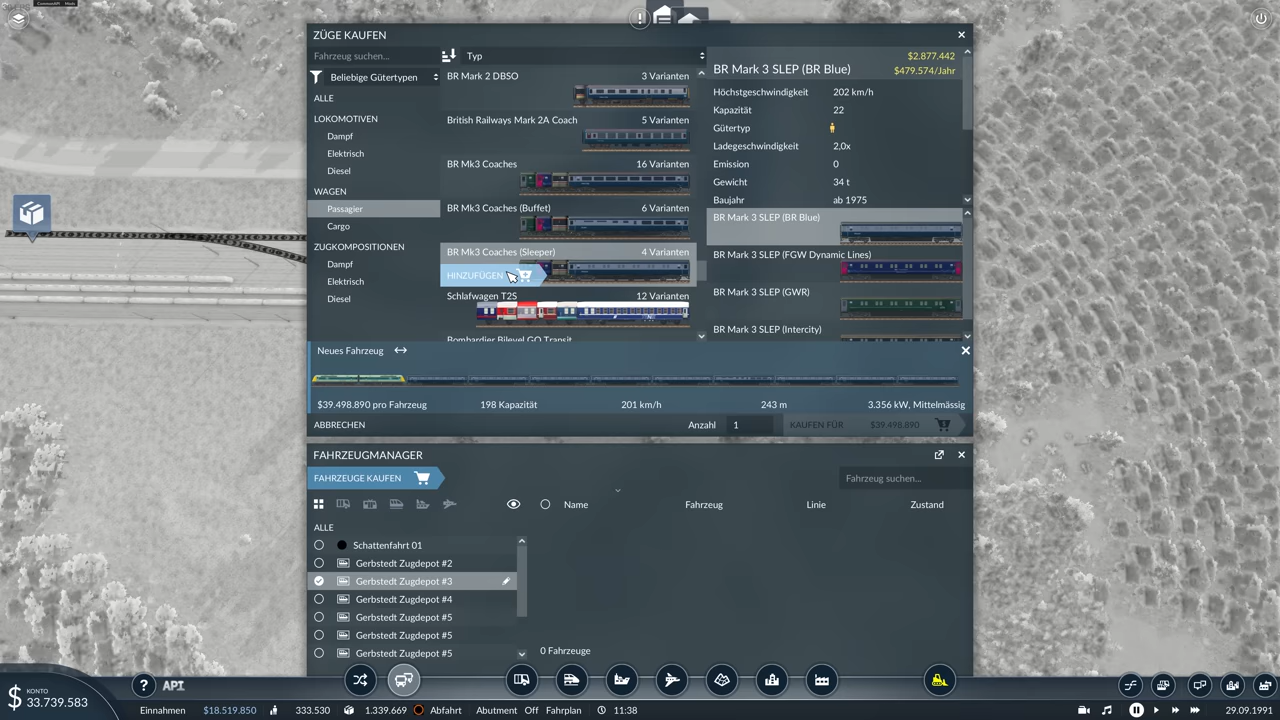 CommonAPI Mods
ZÜGE KAUFEN
Fahrzeug suchen...
Typ
Beliebige Gütertypen
ALLE
LOKOMOTIVEN
Dampf
Elektrisch
Diesel
WAGEN
Passagier
Cargo
ZUGKOMPOSITIONEN
Dampf
Elektrisch
Diesel
BR Mark 2 DBSO 3 Varianten
British Railways Mark 2A Coach 5 Varianten
BR Mk3 Coaches 16 Varianten
BR Mk3 Coaches (Buffet) 6 Varianten
BR Mk3 Coaches (Sleeper) 4 Varianten
HINZUFÜGEN
Schlafwagen T2S 12 Varianten
Bombardier Bilevel GO Transit
$2.877.442
BR Mark 3 SLEP (BR Blue) $479.574/Jahr
Höchstgeschwindigkeit 202 km/h
Kapazität 22
Gütertyp
Ladegeschwindigkeit 2,0x
Emission 0
Gewicht 34 t
Baujahr ab 1975
BR Mark 3 SLEP (BR Blue)
BR Mark 3 SLEP (FGW Dynamic Lines)
BR Mark 3 SLEP (GWR)
BR Mark 3 SLEP (Intercity)
Neues Fahrzeug
$39.498.890 pro Fahrzeug 198 Kapazität 201 km/h 243 m 3.356 kW, Mittelmässig
ABBRECHEN Anzahl 1 KAUFEN FÜR $39.498.890
FAHRZEUGMANAGER
FAHRZEUGE KAUFEN Fahrzeug suchen...
Name Fahrzeug Linie Zustand
ALLE
Schattenfahrt 01
Gerbstedt Zugdepot #2
Gerbstedt Zugdepot #3
Gerbstedt Zugdepot #4
Gerbstedt Zugdepot #5
Gerbstedt Zugdepot #5
Gerbstedt Zugdepot #5
0 Fahrzeuge
$ KONTO
33.739.583
? API
Einnahmen $18.519.850 333.530 1.339.669 Abfahrt Abutment Off Fahrplan 11:38 29.09.1991